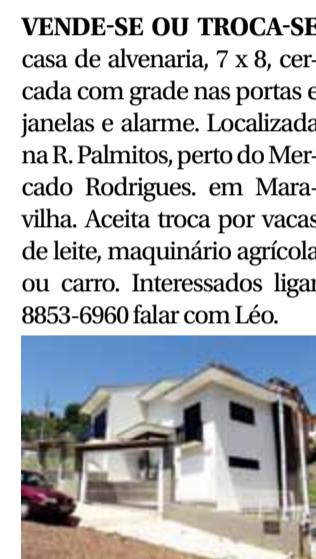 VENDE-SE OU TROCA-SE
casa de alvenaria, 7 x 8, cer-
cada com grade nas portas e
janelas e alarme. Localizada
na R. Palmitos, perto do Mer-
cado Rodrigues. em Mara-
vilha. Aceita troca por vacas
de leite, maquinário agrícola
ou carro. Interessados ligar
8853-6960 falar com Léo.